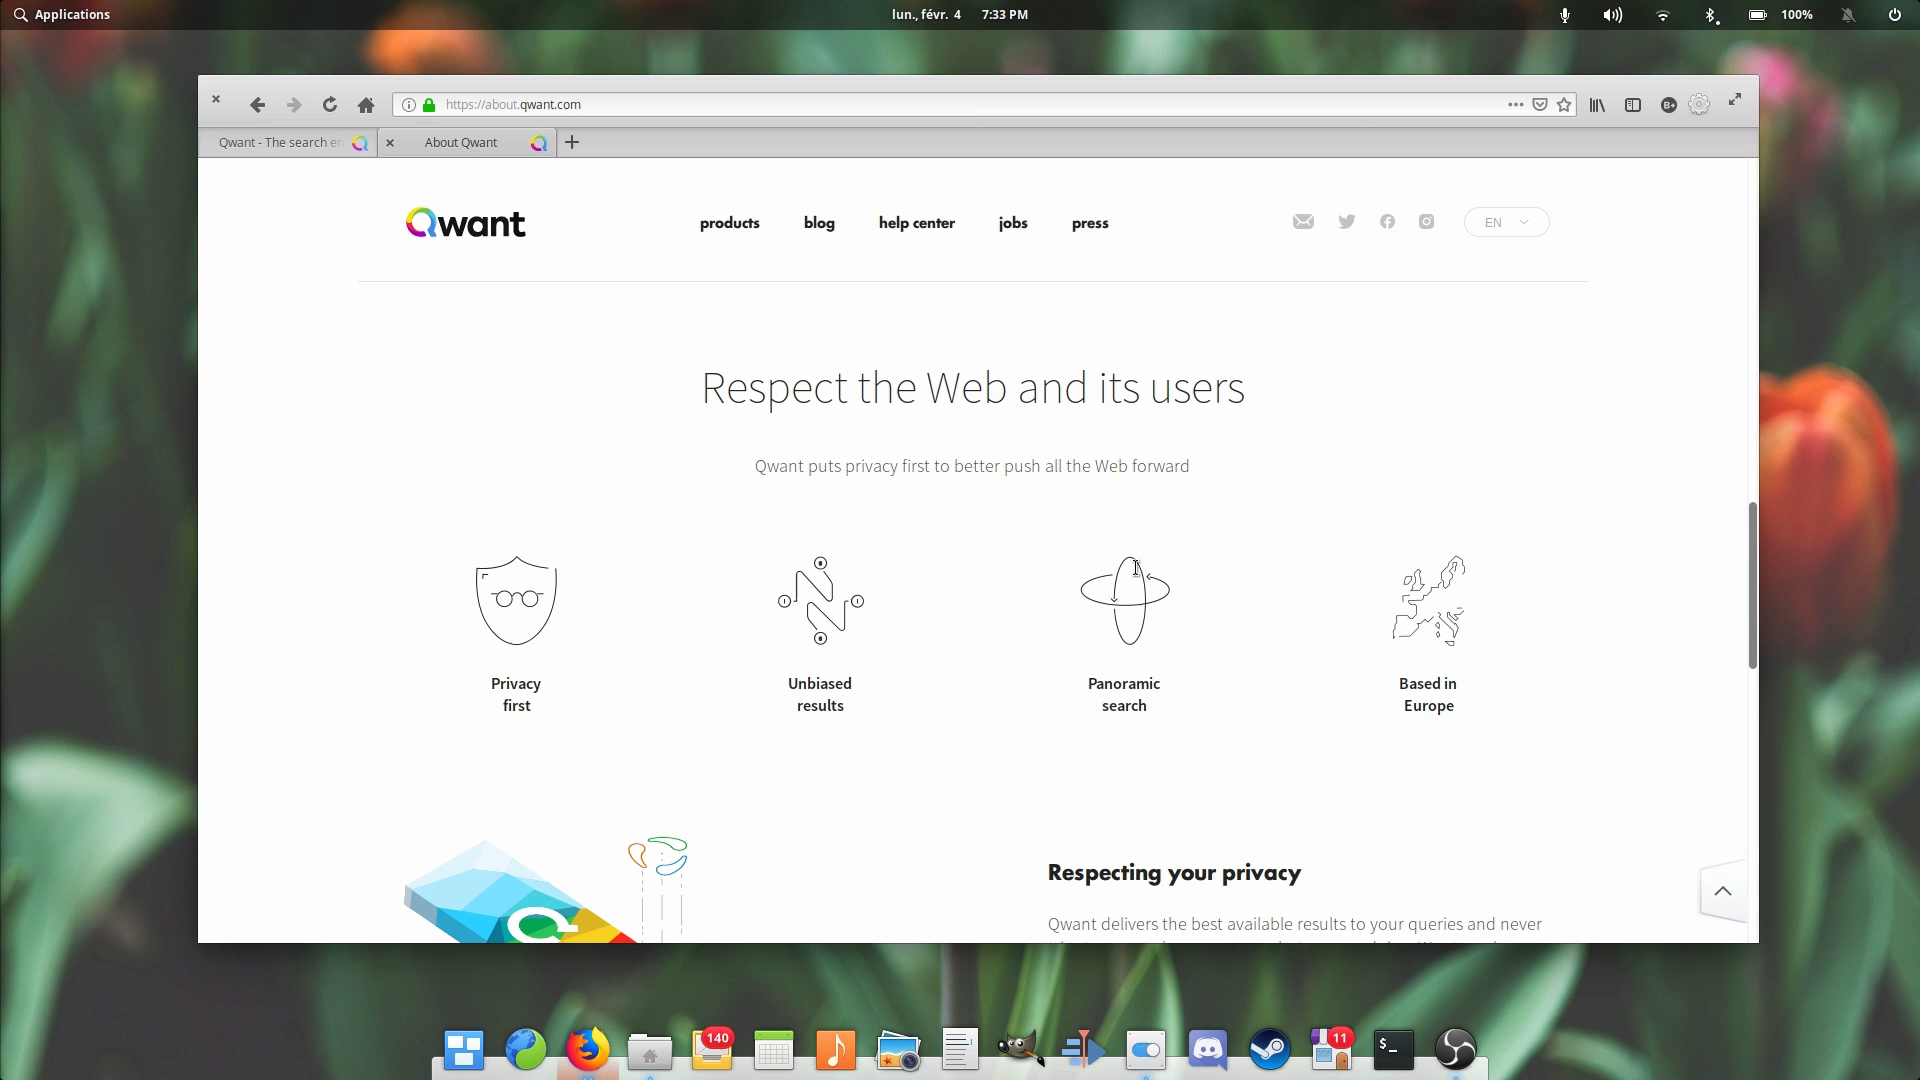 Applications
lun., févr. 4 7:33 PM
100%
https://about.qwant.com
B+
Qwant - The search en
About Qwant
Qwant
products blog help center jobs press
EN
Respect the Web and its users
Qwant puts privacy first to better push all the Web forward
Privacy
first
Unbiased
results
Panoramic
search
Based in
Europe
Respecting your privacy
Qwant delivers the best available results to your queries and never
140
11
$_